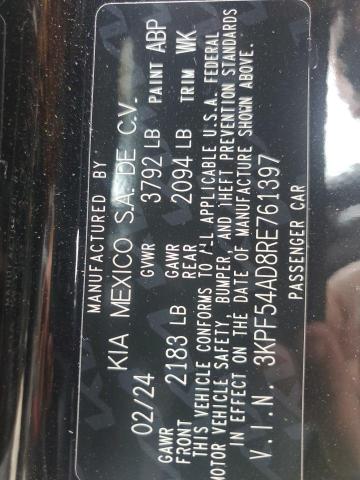 MANUFACTURED BY
KIA MEXICO S.A. DE C.V.
02/24 GVWR 3792 LB PAINT ABP
GAWR FRONT 2183 LB GAWR REAR 2094 LB TRIM WK
THIS VEHICLE CONFORMS TO ALL APPLICABLE U.S.A. FEDERAL
MOTOR VEHICLE SAFETY, BUMPER, AND THEFT PREVENTION STANDARDS
IN EFFECT ON THE DATE OF MANUFACTURE SHOWN ABOVE.
V.I.N. 3KPF54AD8RE761397
PASSENGER CAR